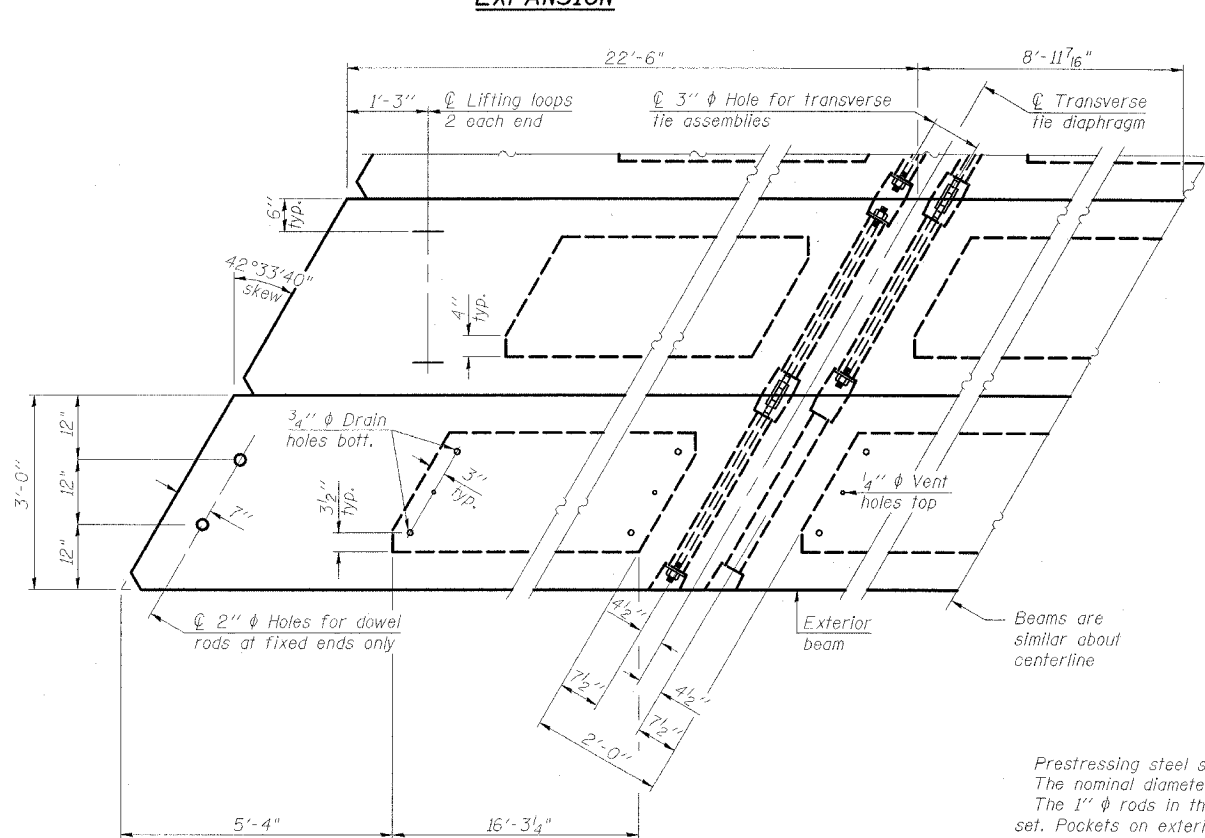 EXPANSION
22'-6"
8'-11 7/16"
1'-3"
℄ Lifting loops
2 each end
℄ 3" ϕ Hole for transverse
tie assemblies
℄ Transverse
tie diaphragm
6"
typ.
42°33'40"
skew
4"
typ.
3/4" ϕ Drain
holes bott.
3'-0"
12"
12"
12"
7"
3"
typ.
3 1/2"
typ.
1/4" ϕ Vent
holes top
℄ 2" ϕ Holes for dowel
rods at fixed ends only
4 1/2"
7 1/2"
4 1/2"
7 1/2"
2'-0"
Exterior
beam
Beams are
similar about
centerline
5'-4"
16'-3 1/4"
Prestressing steel s
The nominal diamete
The 1" ϕ rods in th
set. Pockets on exteri